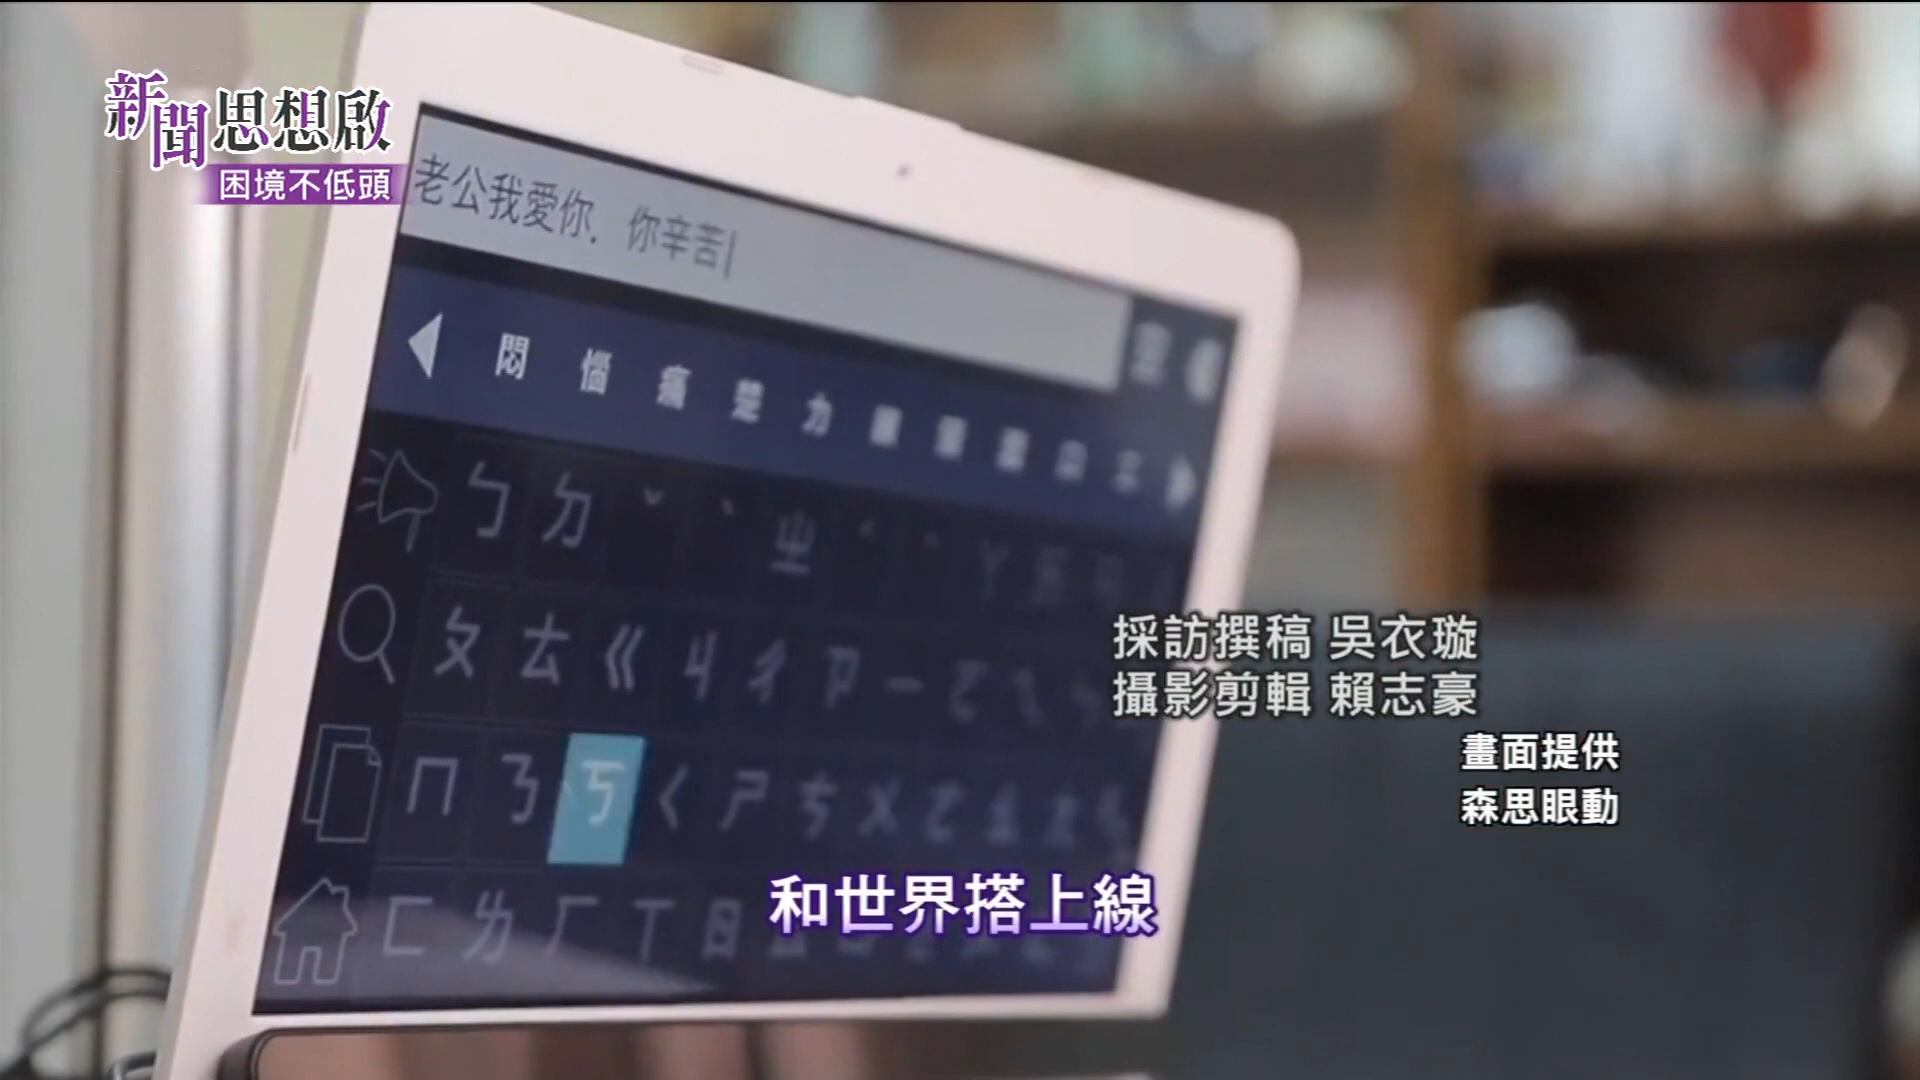 新聞思想啟
困境不低頭
老公我愛你. 你辛苦
悶 惱 痛 楚 力
ㄅ ㄉ ˇ ˋ ㄓ ˊ ˙ ㄚ ㄞ ㄢ
ㄆ ㄊ ㄍ ㄐ ㄔ ㄗ ㄧ ㄛ ㄟ ㄣ
ㄇ ㄋ ㄎ ㄑ ㄕ ㄘ ㄨ ㄜ ㄠ ㄤ
ㄈ ㄌ ㄏ ㄒ ㄖ ㄙ ㄩ
採訪撰稿 吳衣璇
攝影剪輯 賴志豪
畫面提供
森思眼動
和世界搭上線